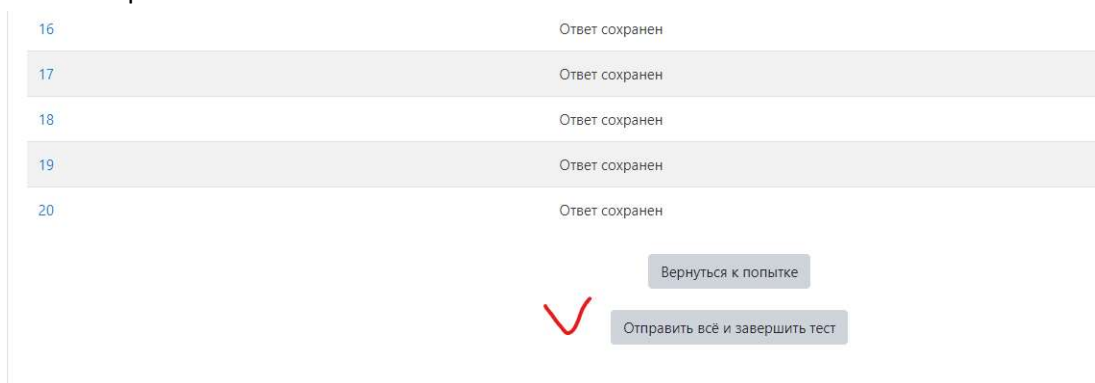 16 Ответ сохранен
17 Ответ сохранен
18 Ответ сохранен
19 Ответ сохранен
20 Ответ сохранен
Вернуться к попытке
Отправить всё и завершить тест